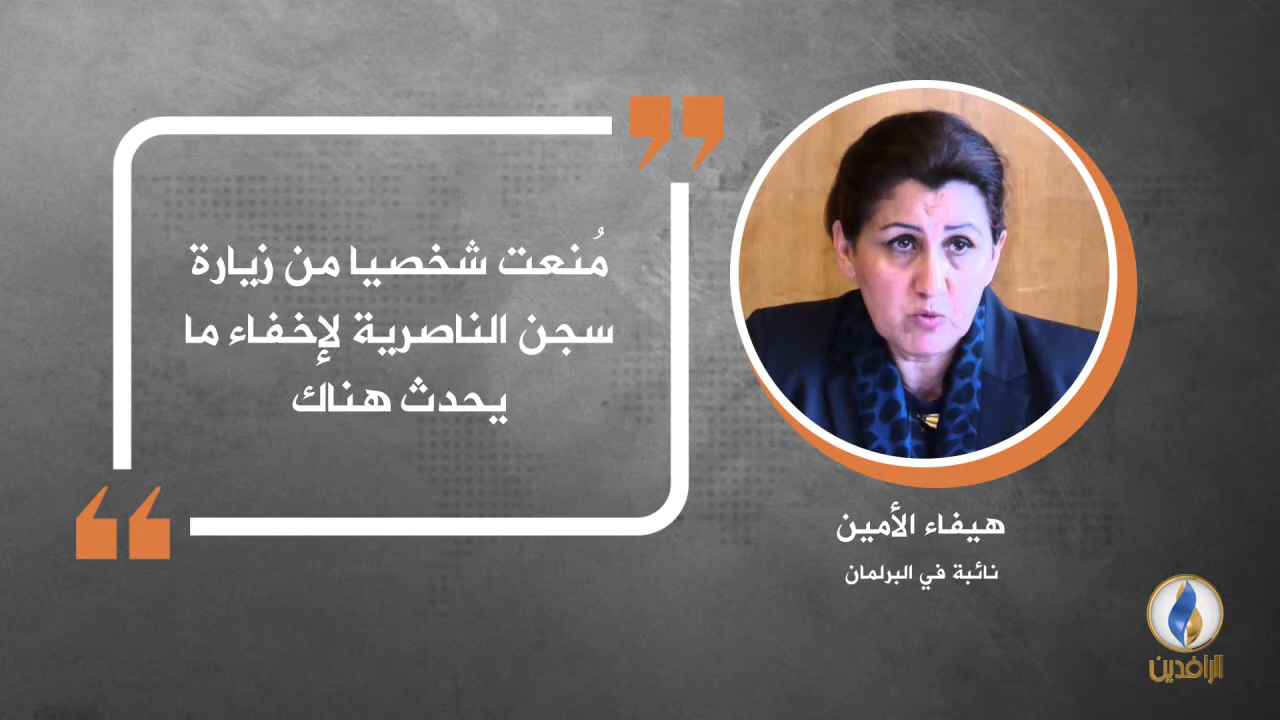 مُنعت شخصيا من زيارة
سجن الناصرية لإخفاء ما
يحدث هناك
هيفاء الأمين
نائبة في البرلمان
الرافدين